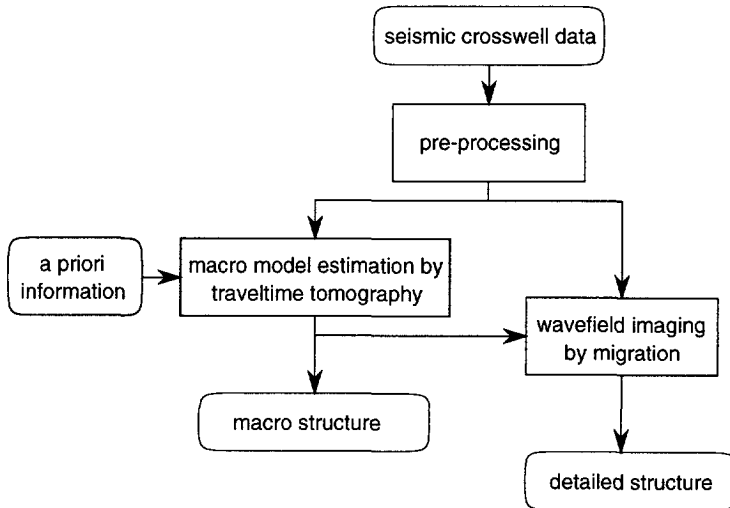 seismic crosswell data
pre-processing
a priori
information
macro model estimation by
traveltime tomography
wavefield imaging
by migration
macro structure
detailed structure